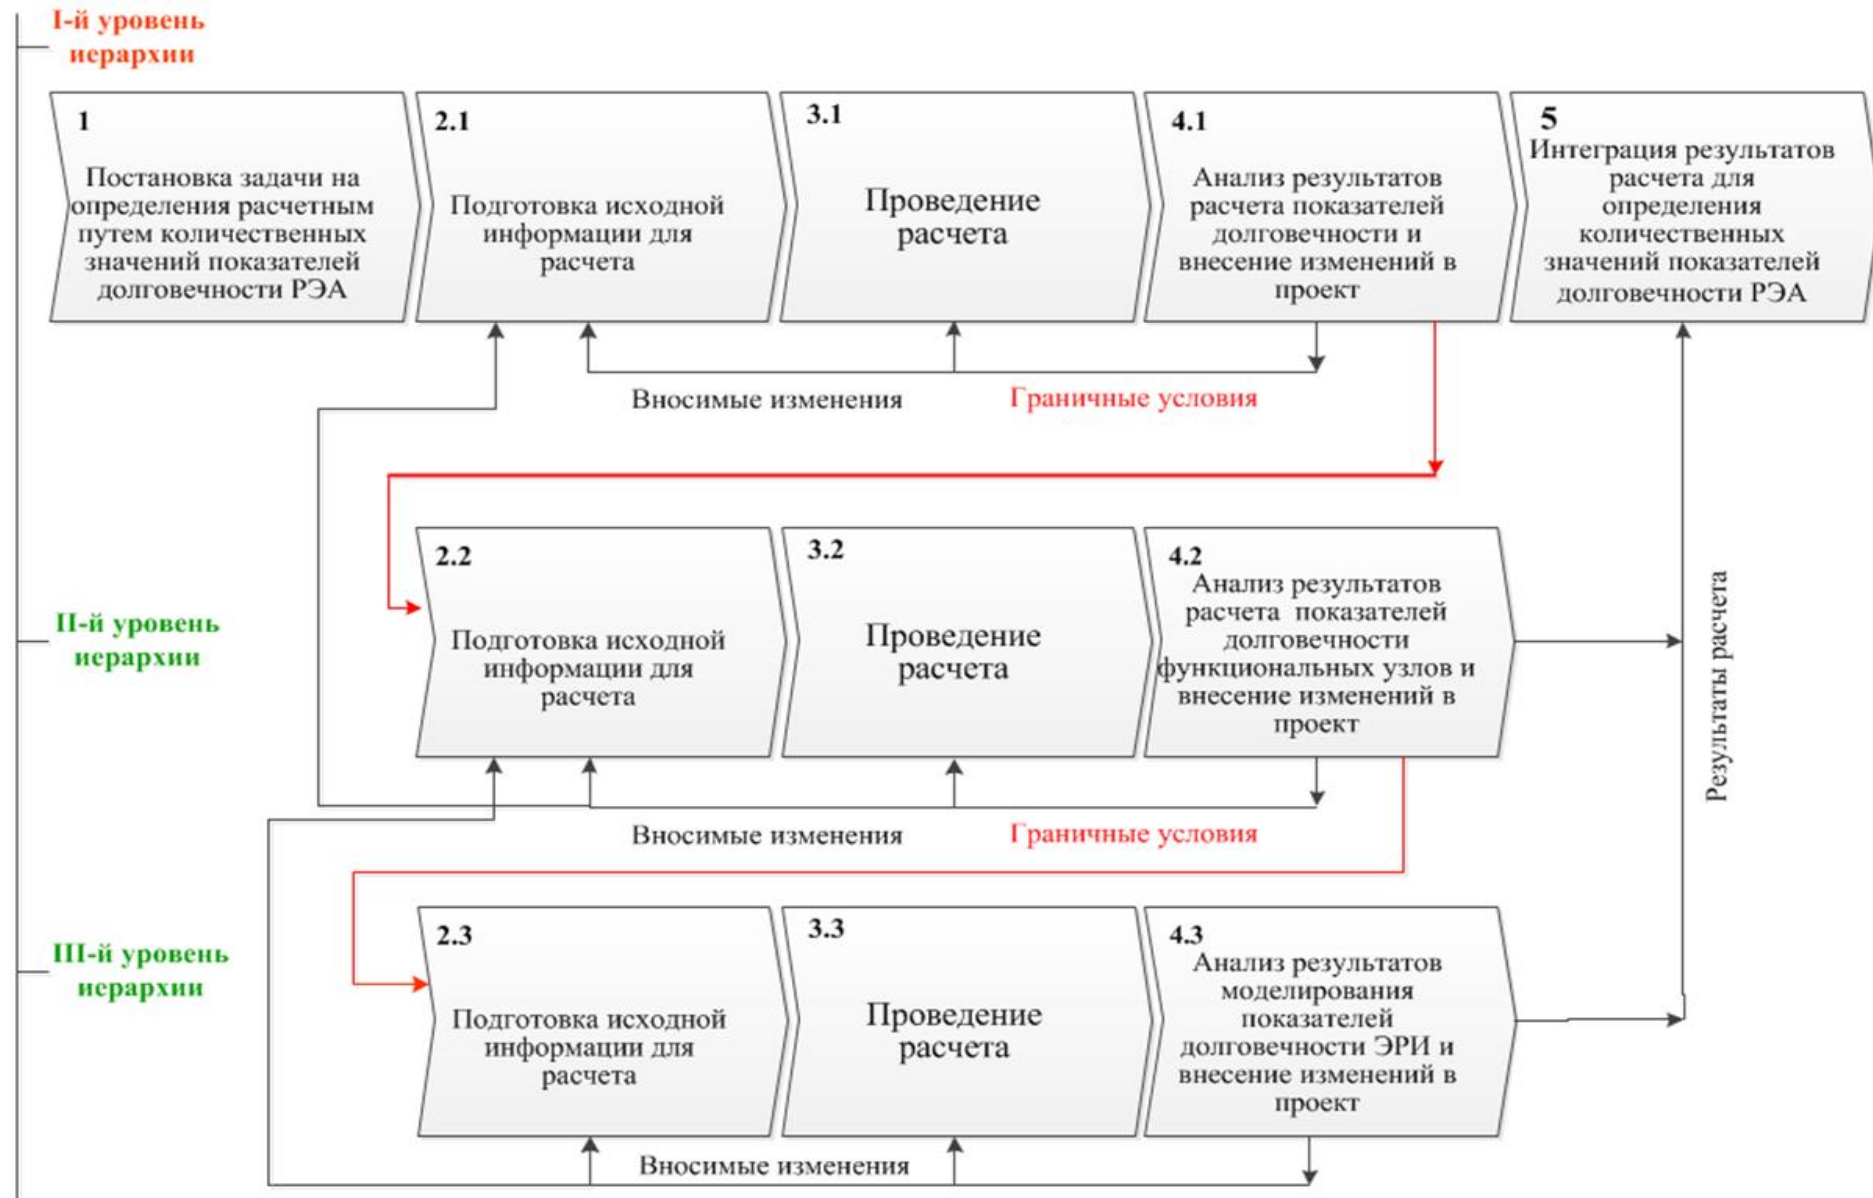 I-й уровень
иерархии
1
Постановка задачи на
определения расчетным
путем количественных
значений показателей
долговечности РЭА
2.1
Подготовка исходной
информации для
расчета
3.1
Проведение
расчета
4.1
Анализ результатов
расчета показателей
долговечности и
внесение изменений в
проект
5
Интеграция результатов
расчета для
определения
количественных
значений показателей
долговечности РЭА
Вносимые изменения
Граничные условия
II-й уровень
иерархии
2.2
Подготовка исходной
информации для
расчета
3.2
Проведение
расчета
4.2
Анализ результатов
расчета показателей
долговечности
функциональных узлов и
внесение изменений в
проект
Результаты расчета
Вносимые изменения
Граничные условия
III-й уровень
иерархии
2.3
Подготовка исходной
информации для
расчета
3.3
Проведение
расчета
4.3
Анализ результатов
моделирования
показателей
долговечности ЭРИ и
внесение изменений в
проект
Вносимые изменения